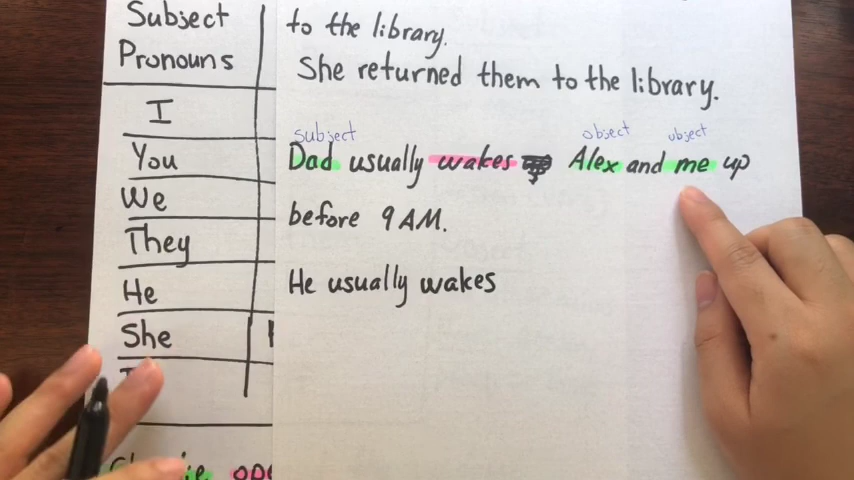 Subject
Pronouns
I
You
We
They
He
She
to the library.
She returned them to the library.
subject object object
Dad usually wakes Alex and me up
before 9 AM.
He usually wakes